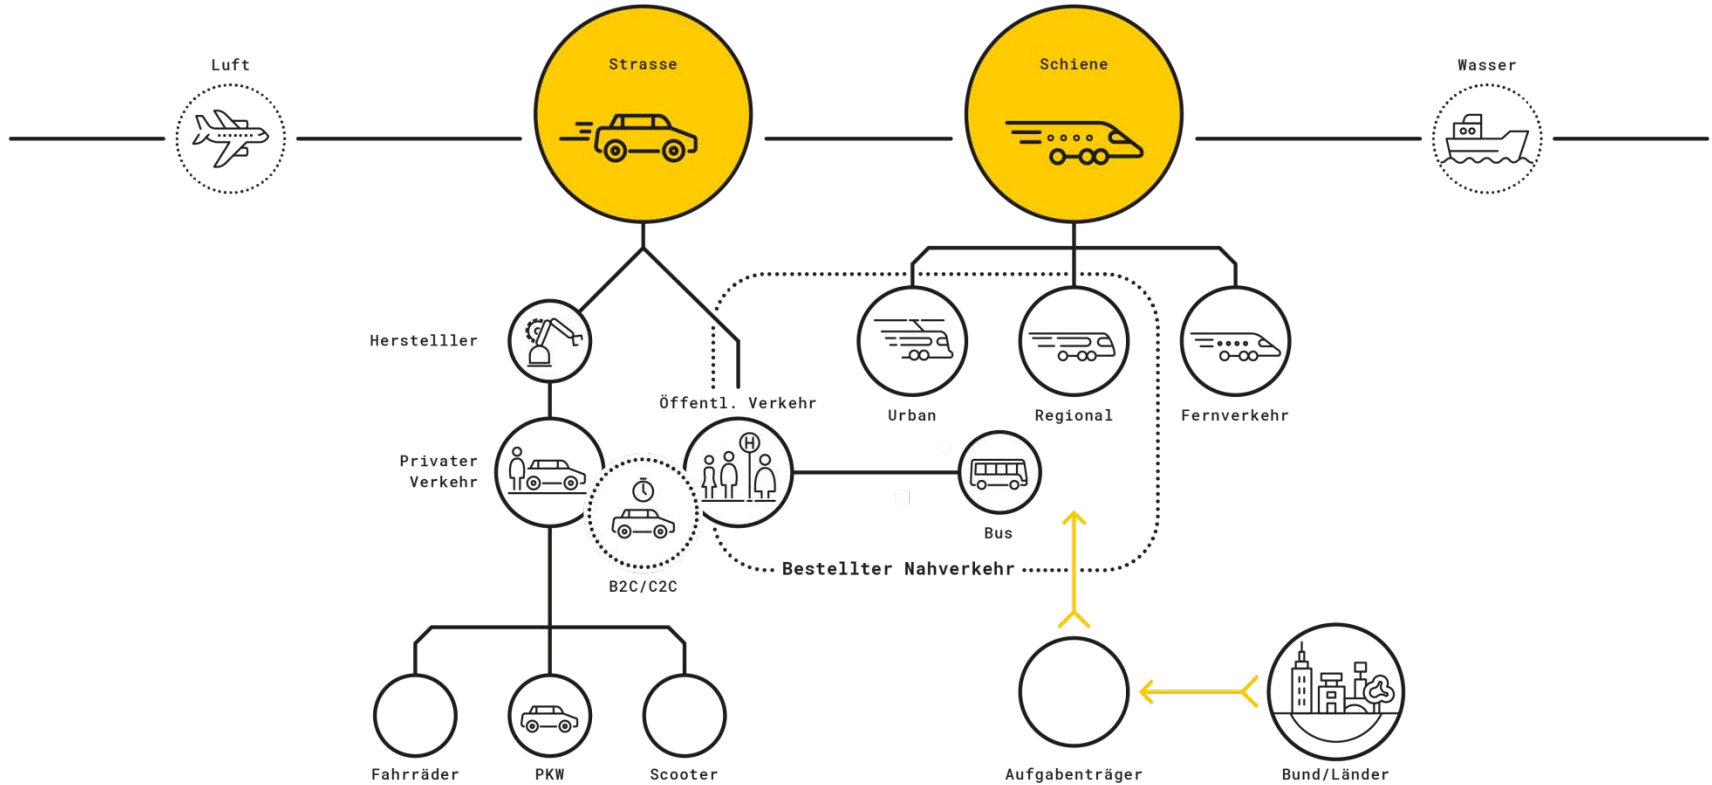 Luft
Strasse
Schiene
Wasser
Herstelller
Öffentl. Verkehr
H
Urban
Regional
Fernverkehr
Privater
Verkehr
Bus
Bestellter Nahverkehr
B2C/C2C
Fahrräder
PKW
Scooter
Aufgabenträger
Bund/Länder